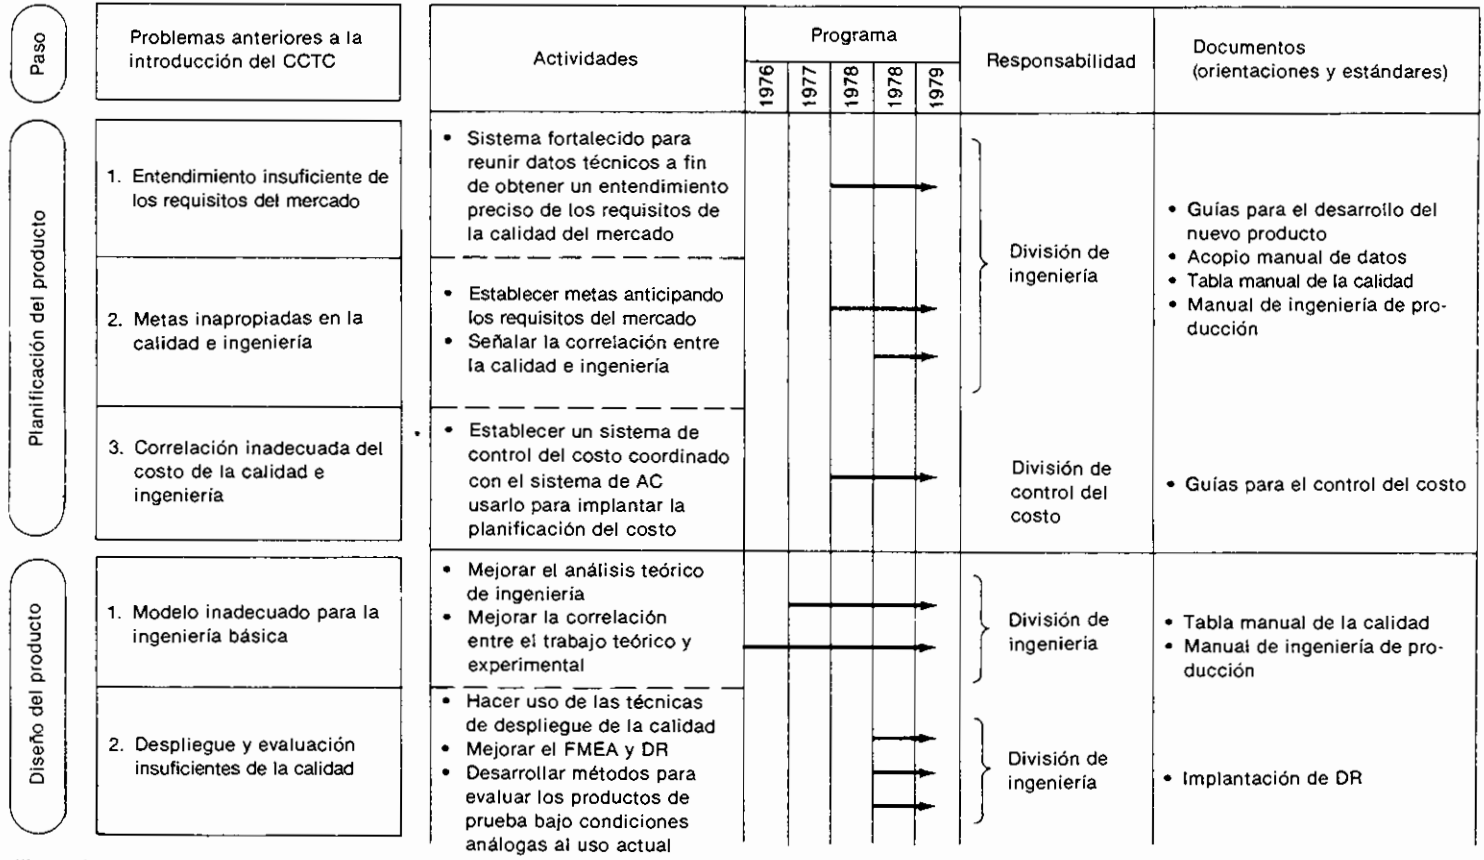 Paso
Problemas anteriores a la
introducción del CCTC
Actividades
Programa
1976
1977
1978
1978
1979
Responsabilidad
Documentos
(orientaciones y estándares)
Planificación del producto
1. Entendimiento insuficiente de
los requisitos del mercado
• Sistema fortalecido para
reunir datos técnicos a fin
de obtener un entendimiento
preciso de los requisitos de
la calidad del mercado
2. Metas inapropiadas en la
calidad e ingeniería
• Establecer metas anticipando
los requisitos del mercado
• Señalar la correlación entre
la calidad e ingeniería
División de
ingeniería
• Guías para el desarrollo del
nuevo producto
• Acopio manual de datos
• Tabla manual de la calidad
• Manual de ingeniería de pro-
ducción
3. Correlación inadecuada del
costo de la calidad e
ingeniería
• Establecer un sistema de
control del costo coordinado
con el sistema de AC
usarlo para implantar la
planificación del costo
División de
control del
costo
• Guías para el control del costo
Diseño del producto
1. Modelo inadecuado para la
ingeniería básica
• Mejorar el análisis teórico
de ingeniería
• Mejorar la correlación
entre el trabajo teórico y
experimental
División de
ingeniería
• Tabla manual de la calidad
• Manual de ingeniería de pro-
ducción
2. Despliegue y evaluación
insuficientes de la calidad
• Hacer uso de las técnicas
de despliegue de la calidad
• Mejorar el FMEA y DR
• Desarrollar métodos para
evaluar los productos de
prueba bajo condiciones
análogas al uso actual
División de
ingeniería
• Implantación de DR